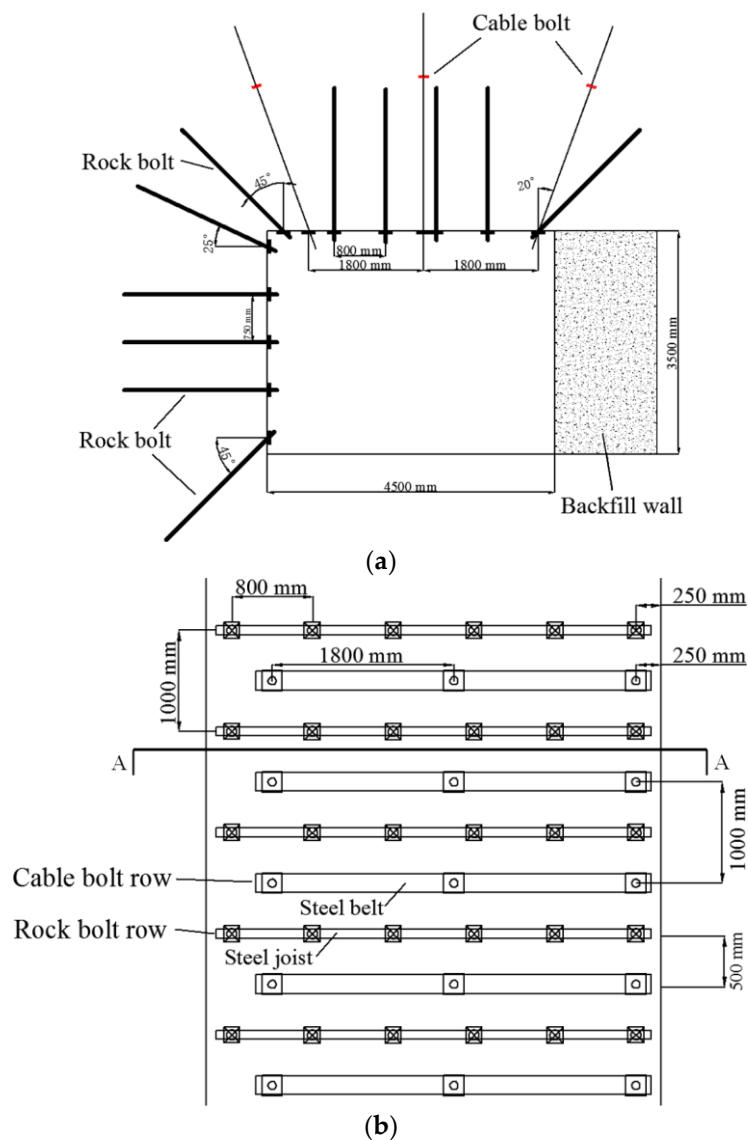 Cable bolt
Rock bolt
45°
20°
25°
800 mm
1800 mm
1800 mm
750 mm
3500 mm
Rock bolt
45°
4500 mm
Backfill wall
(a)
800 mm
250 mm
1000 mm
1800 mm
250 mm
A
A
1000 mm
Cable bolt row
Steel belt
Rock bolt row
Steel joist
500 mm
(b)